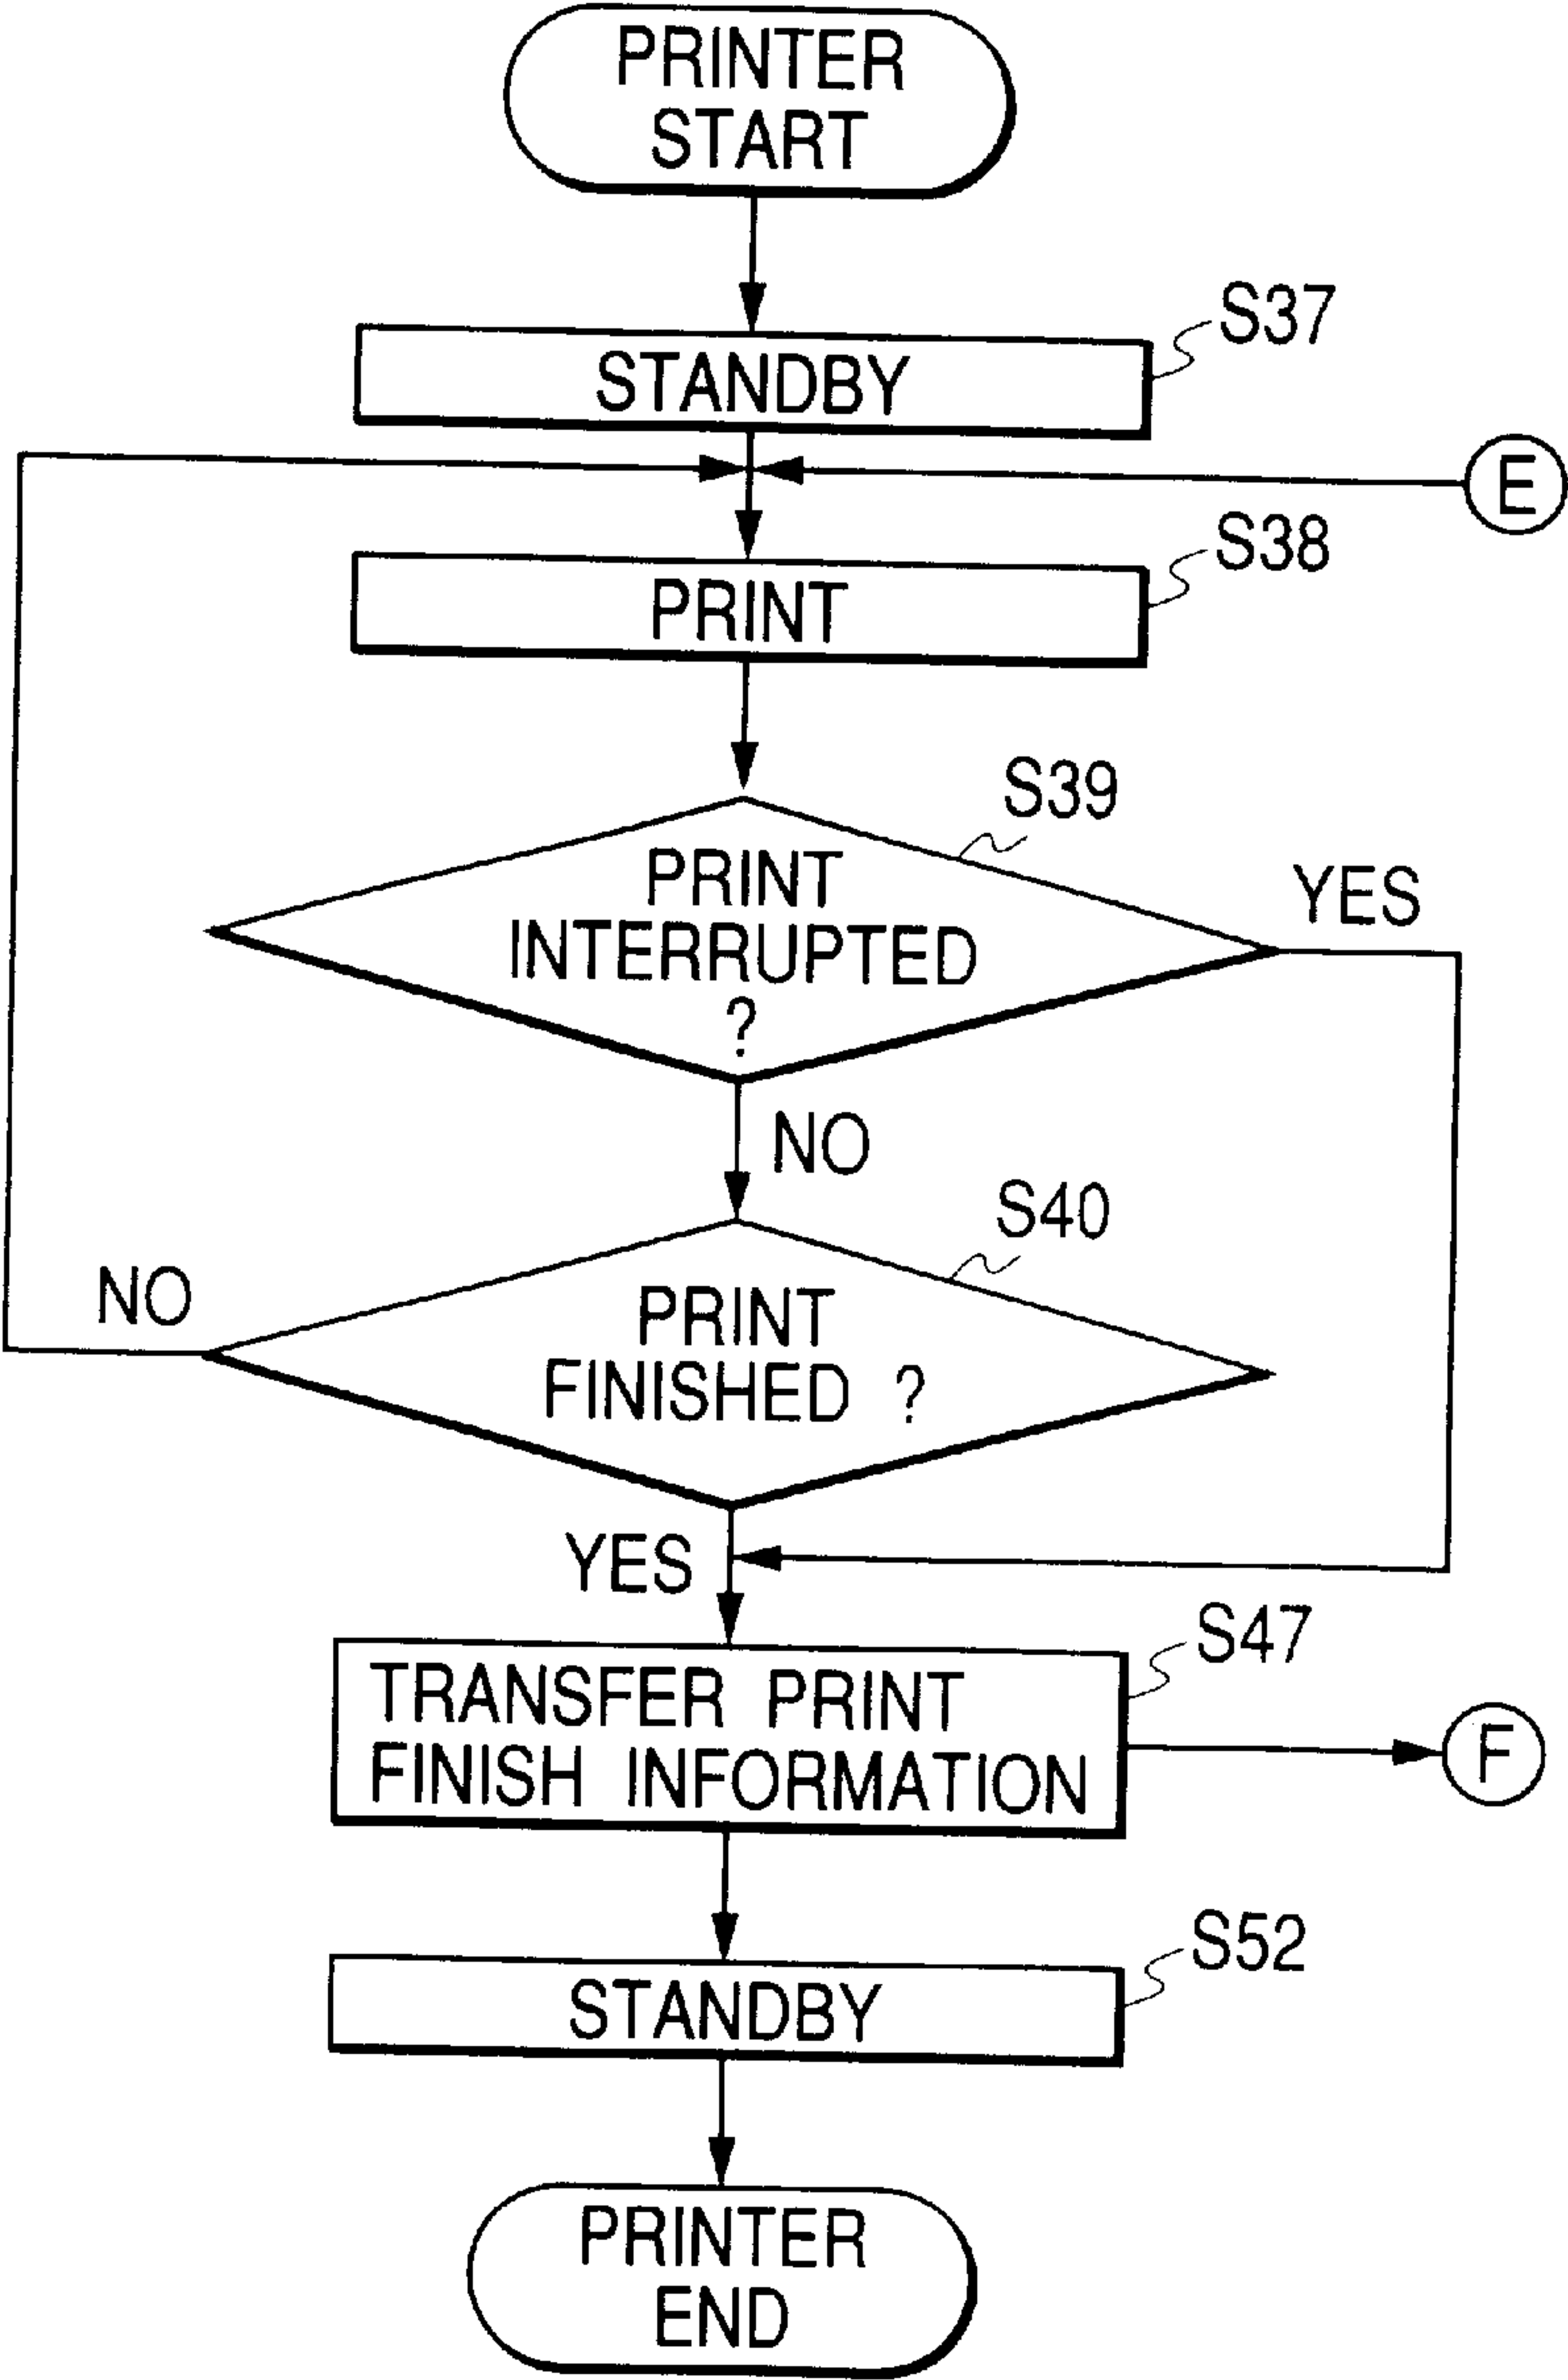 PRINTER
START
S37
STANDBY
E
S38
PRINT
S39
PRINT
INTERRUPTED
?
YES
NO
S40
NO
PRINT
FINISHED ?
YES
S47
TRANSFER PRINT
FINISH INFORMATION
F
S52
STANDBY
PRINTER
END